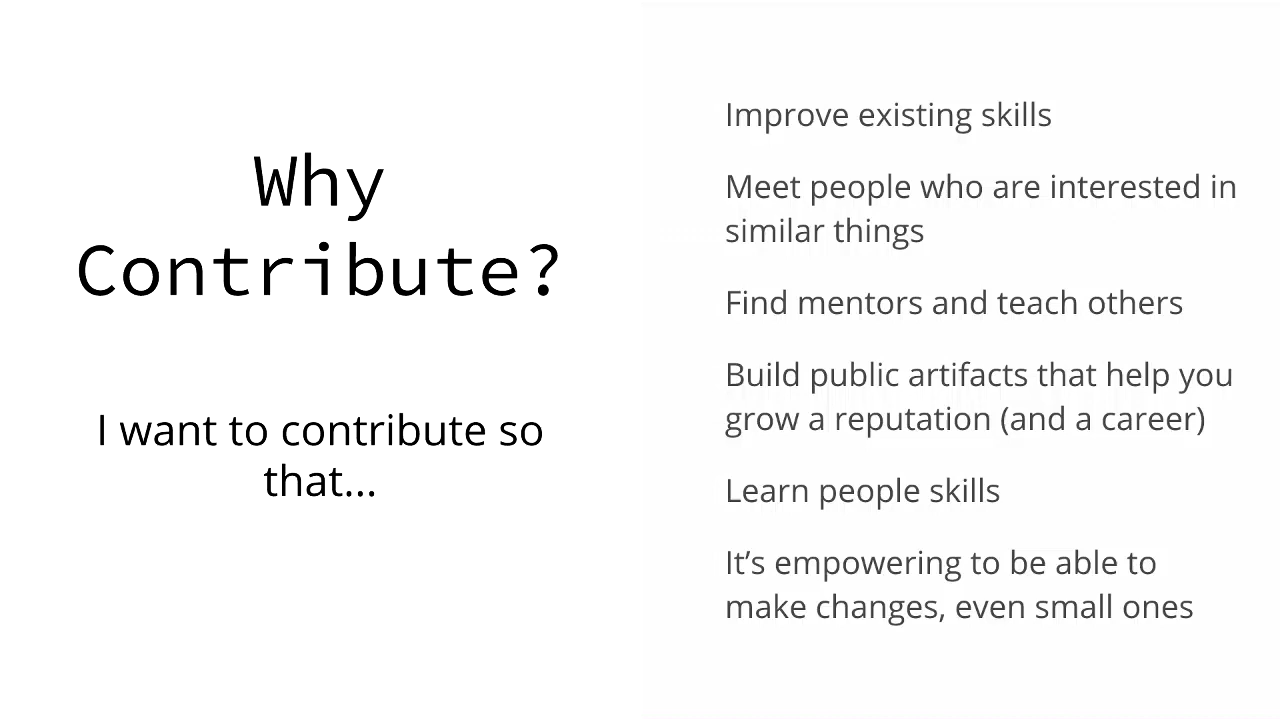 Why
Contribute?
I want to contribute so
that...
Improve existing skills
Meet people who are interested in
similar things
Find mentors and teach others
Build public artifacts that help you
grow a reputation (and a career)
Learn people skills
It’s empowering to be able to
make changes, even small ones